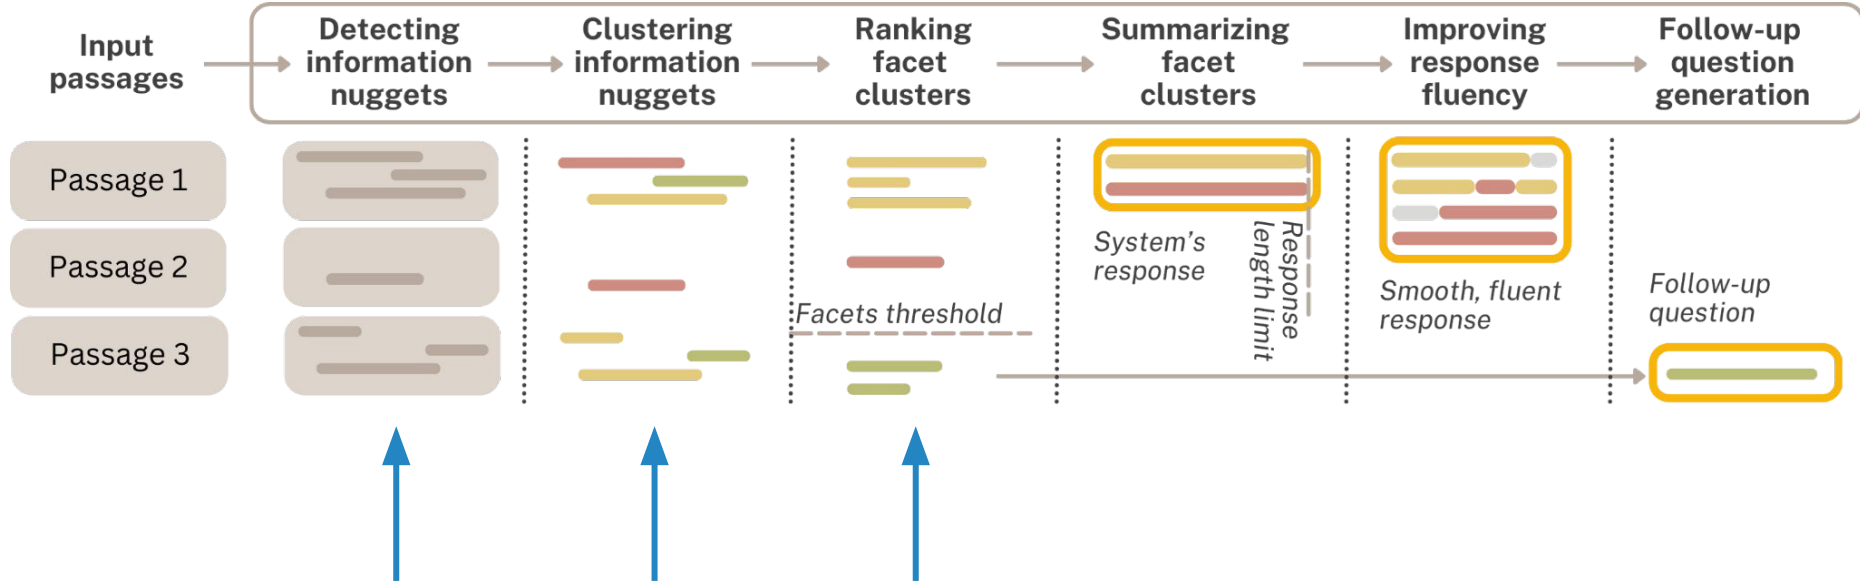 Input
passages
Detecting
information
nuggets
Clustering
information
nuggets
Ranking
facet
clusters
Summarizing
facet
clusters
Improving
response
fluency
Follow-up
question
generation
Passage 1
Passage 2
Passage 3
Facets threshold
System's
response
Response
length limit
Smooth, fluent
response
Follow-up
question